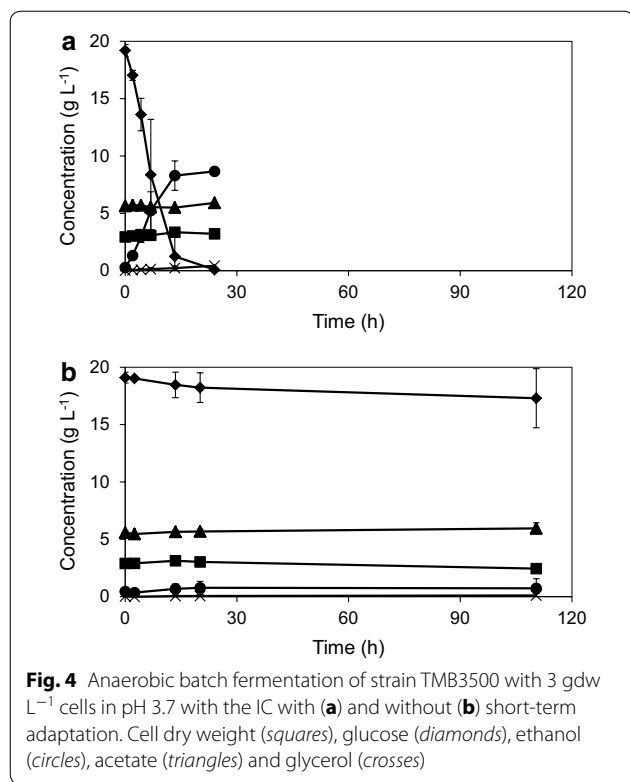 a
20
15
10
5
0
Concentration (g L⁻¹)
0 30 60 90 120
Time (h)
b
20
15
10
5
0
Concentration (g L⁻¹)
0 30 60 90 120
Time (h)
Fig. 4 Anaerobic batch fermentation of strain TMB3500 with 3 gdw
L⁻¹ cells in pH 3.7 with the IC with (a) and without (b) short-term
adaptation. Cell dry weight (squares), glucose (diamonds), ethanol
(circles), acetate (triangles) and glycerol (crosses)